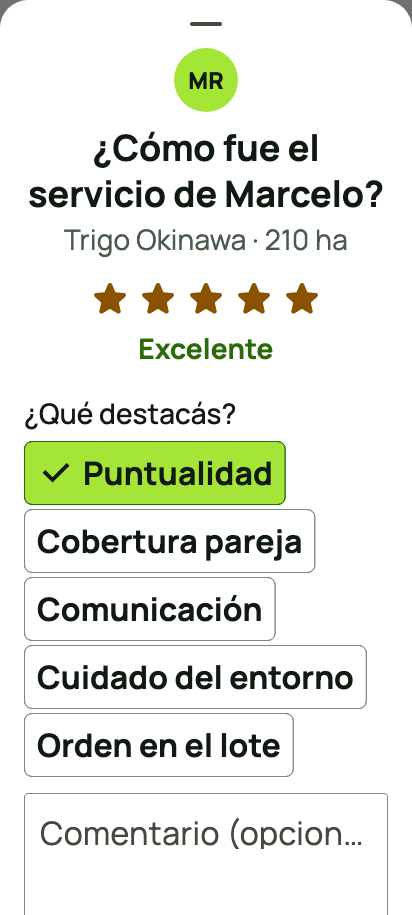 MR
¿Cómo fue el
servicio de Marcelo?
Trigo Okinawa · 210 ha
Excelente
¿Qué destacás?
Puntualidad
Cobertura pareja
Comunicación
Cuidado del entorno
Orden en el lote
Comentario (opcion...